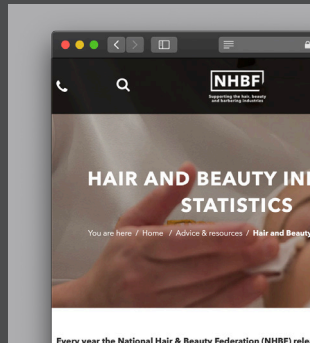 NHBF
Supporting the hair, beauty
and barbering industries
HAIR AND BEAUTY IN
STATISTICS
You are here / Home / Advice & resources / Hair and Beauty
Every year the National Hair & Beauty Federation (NHBF) rele